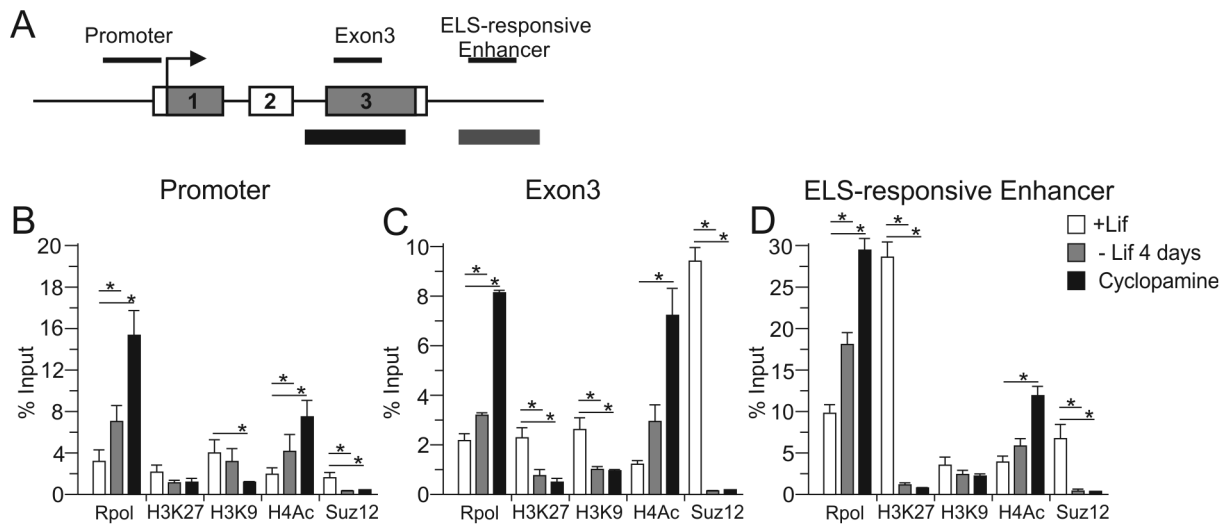 A
Promoter
Exon3
ELS-responsive
Enhancer
1
2
3
Promoter
B
% Input
20
16
12
8
4
0
* *
*
* *
* *
Rpol H3K27 H3K9 H4Ac Suz12
Exon3
C
% Input
10
8
6
4
2
0
* *
* *
* *
*
* *
Rpol H3K27 H3K9 H4Ac Suz12
ELS-responsive Enhancer
D
% Input
30
25
20
15
10
5
0
* *
* *
*
* *
Rpol H3K27 H3K9 H4Ac Suz12
+Lif
- Lif 4 days
Cyclopamine